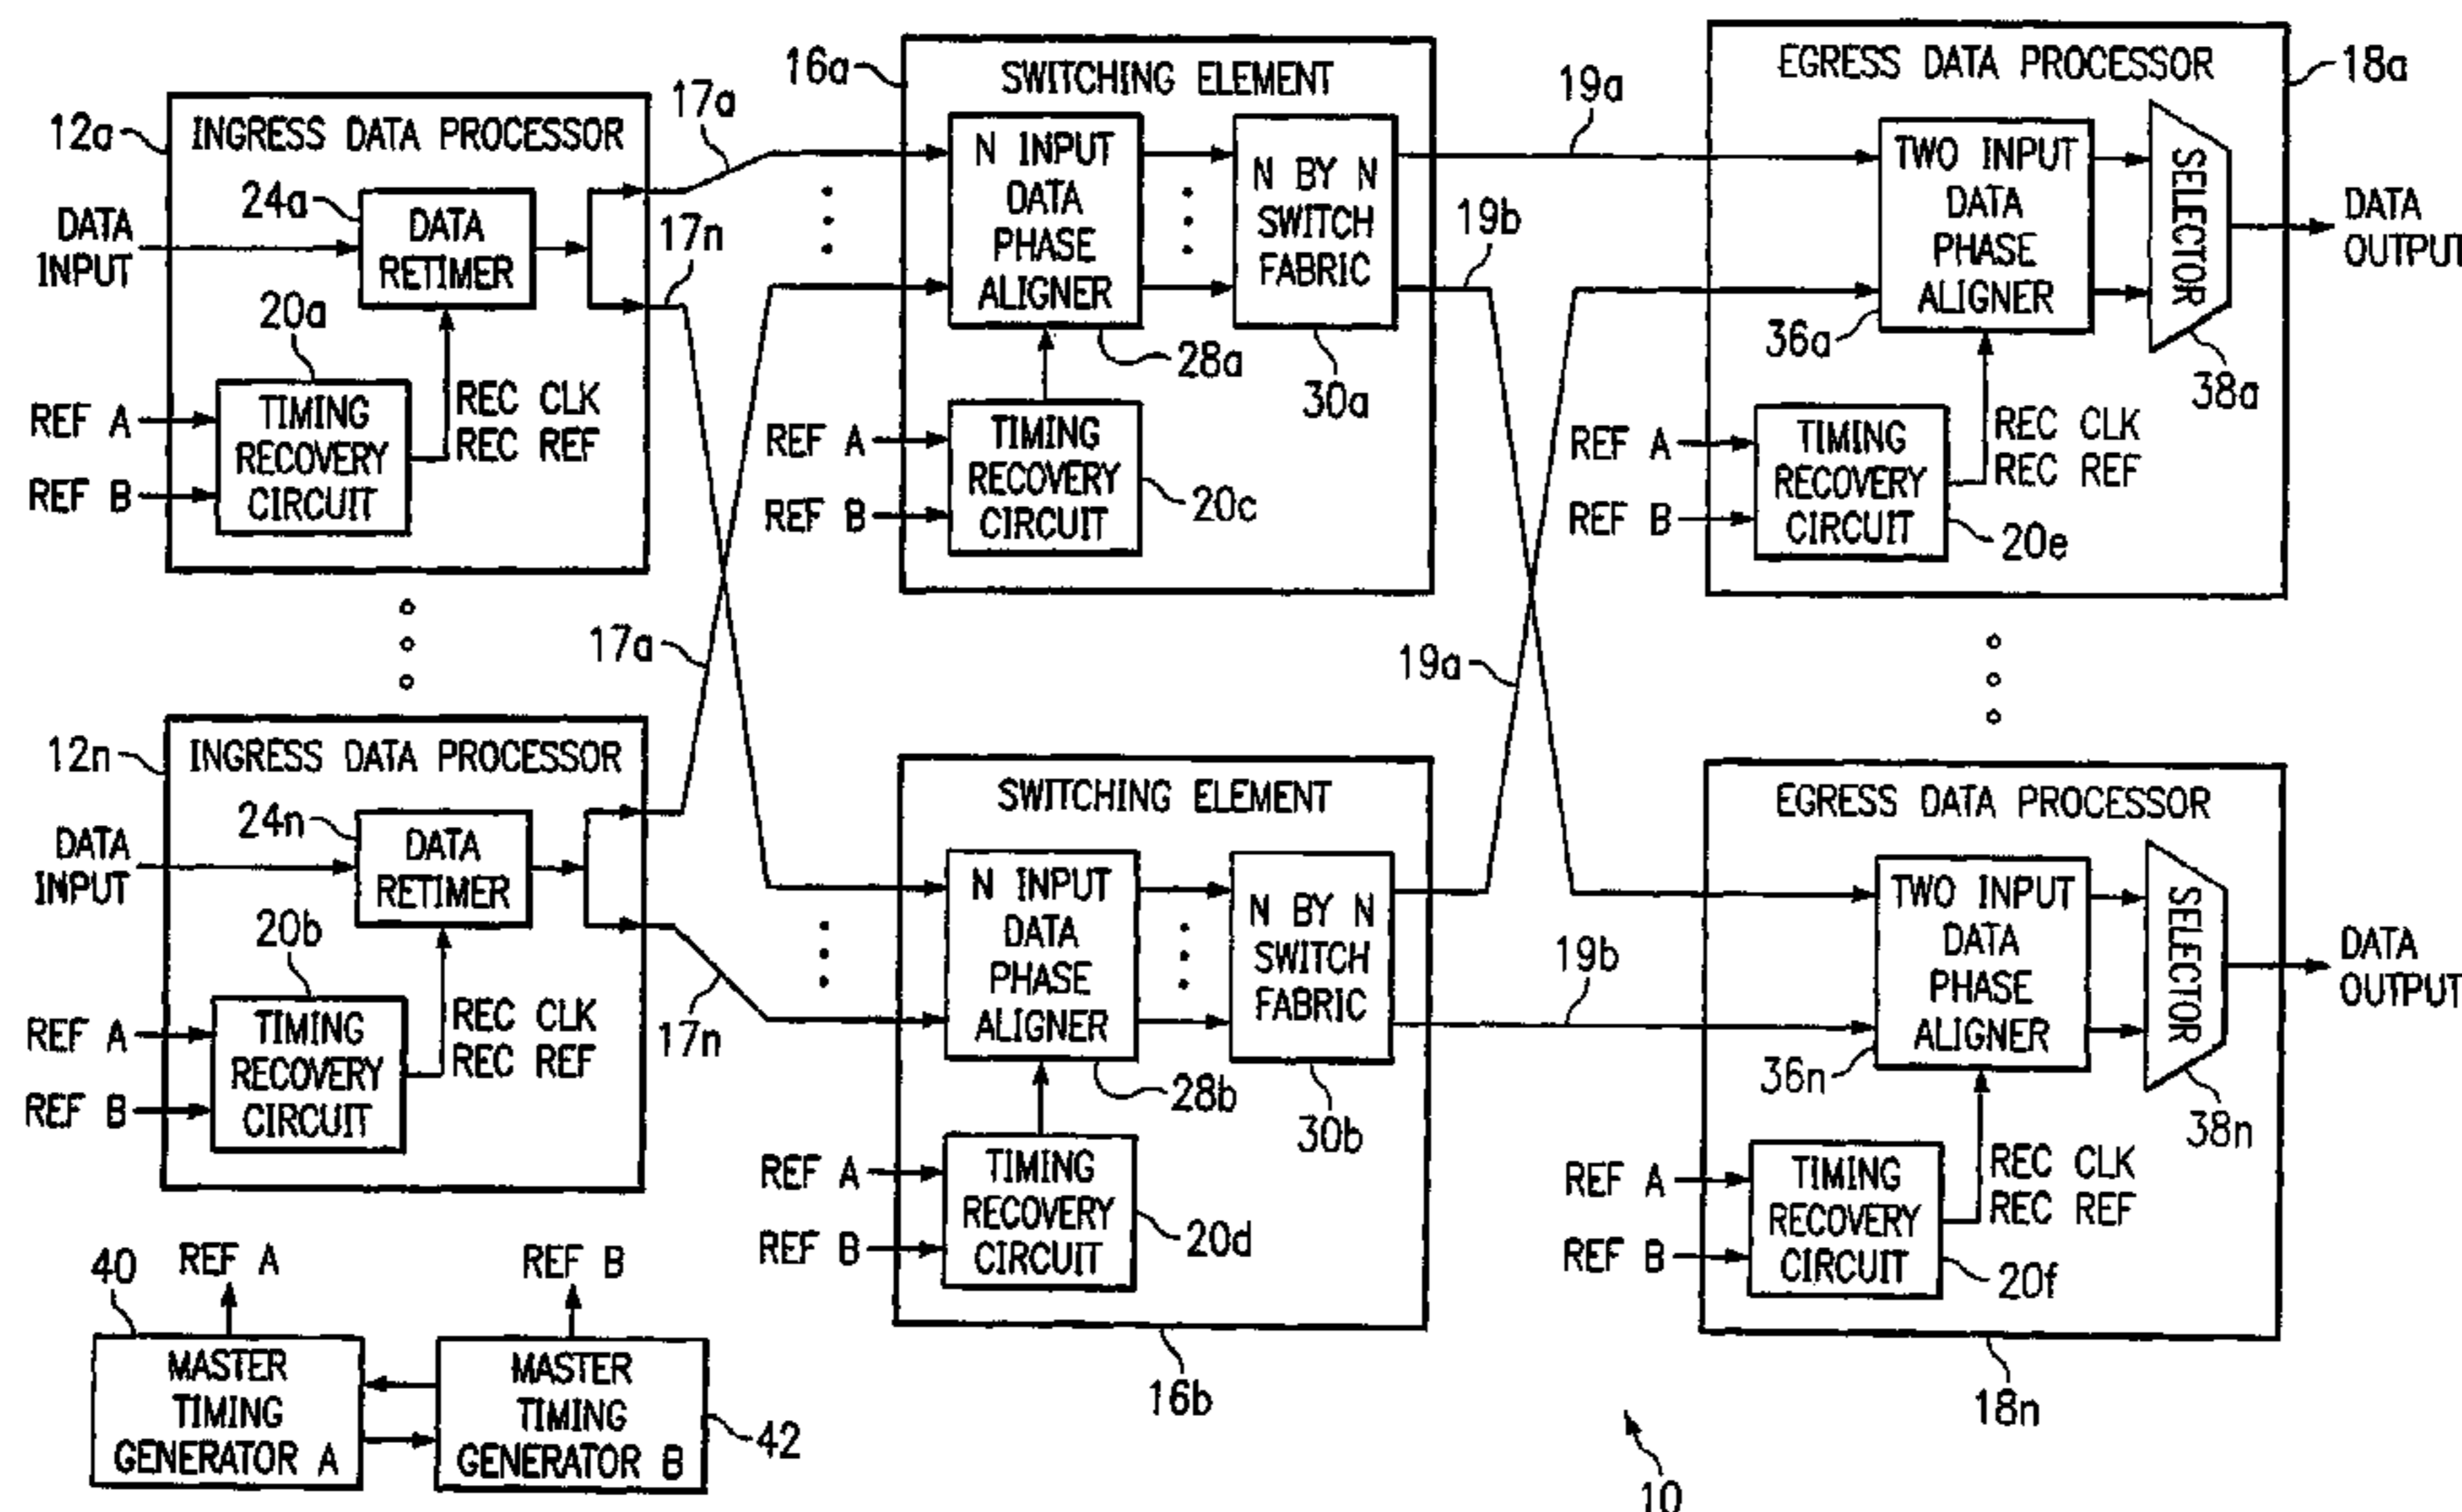 12a
INGRESS DATA PROCESSOR
24a
DATA
INPUT
DATA
RETIMER
20a
REF A
REF B
TIMING
RECOVERY
CIRCUIT
REC CLK
REC REF
17a
17n
16a
SWITCHING ELEMENT
N INPUT
DATA
PHASE
ALIGNER
N BY N
SWITCH
FABRIC
28a
30a
REF A
REF B
TIMING
RECOVERY
CIRCUIT
20c
19a
19b
EGRESS DATA PROCESSOR
18a
TWO INPUT
DATA
PHASE
ALIGNER
SELECTOR
DATA
OUTPUT
36a
38a
REF A
REF B
TIMING
RECOVERY
CIRCUIT
REC CLK
REC REF
20e
17a
19a
12n
INGRESS DATA PROCESSOR
24n
DATA
INPUT
DATA
RETIMER
20b
REF A
REF B
TIMING
RECOVERY
CIRCUIT
REC CLK
REC REF
17n
SWITCHING ELEMENT
N INPUT
DATA
PHASE
ALIGNER
N BY N
SWITCH
FABRIC
28b
30b
REF A
REF B
TIMING
RECOVERY
CIRCUIT
20d
16b
19b
EGRESS DATA PROCESSOR
TWO INPUT
DATA
PHASE
ALIGNER
SELECTOR
DATA
OUTPUT
36n
38n
REF A
REF B
TIMING
RECOVERY
CIRCUIT
REC CLK
REC REF
20f
18n
40
REF A
REF B
MASTER
TIMING
GENERATOR A
MASTER
TIMING
GENERATOR B
42
10